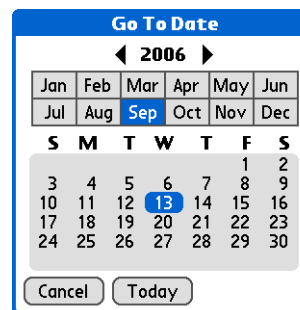 Go To Date
2006
Jan Feb Mar Apr May Jun
Jul Aug Sep Oct Nov Dec
S M T W T F S
1 2
3 4 5 6 7 8 9
10 11 12 13 14 15 16
17 18 19 20 21 22 23
24 25 26 27 28 29 30
Cancel Today